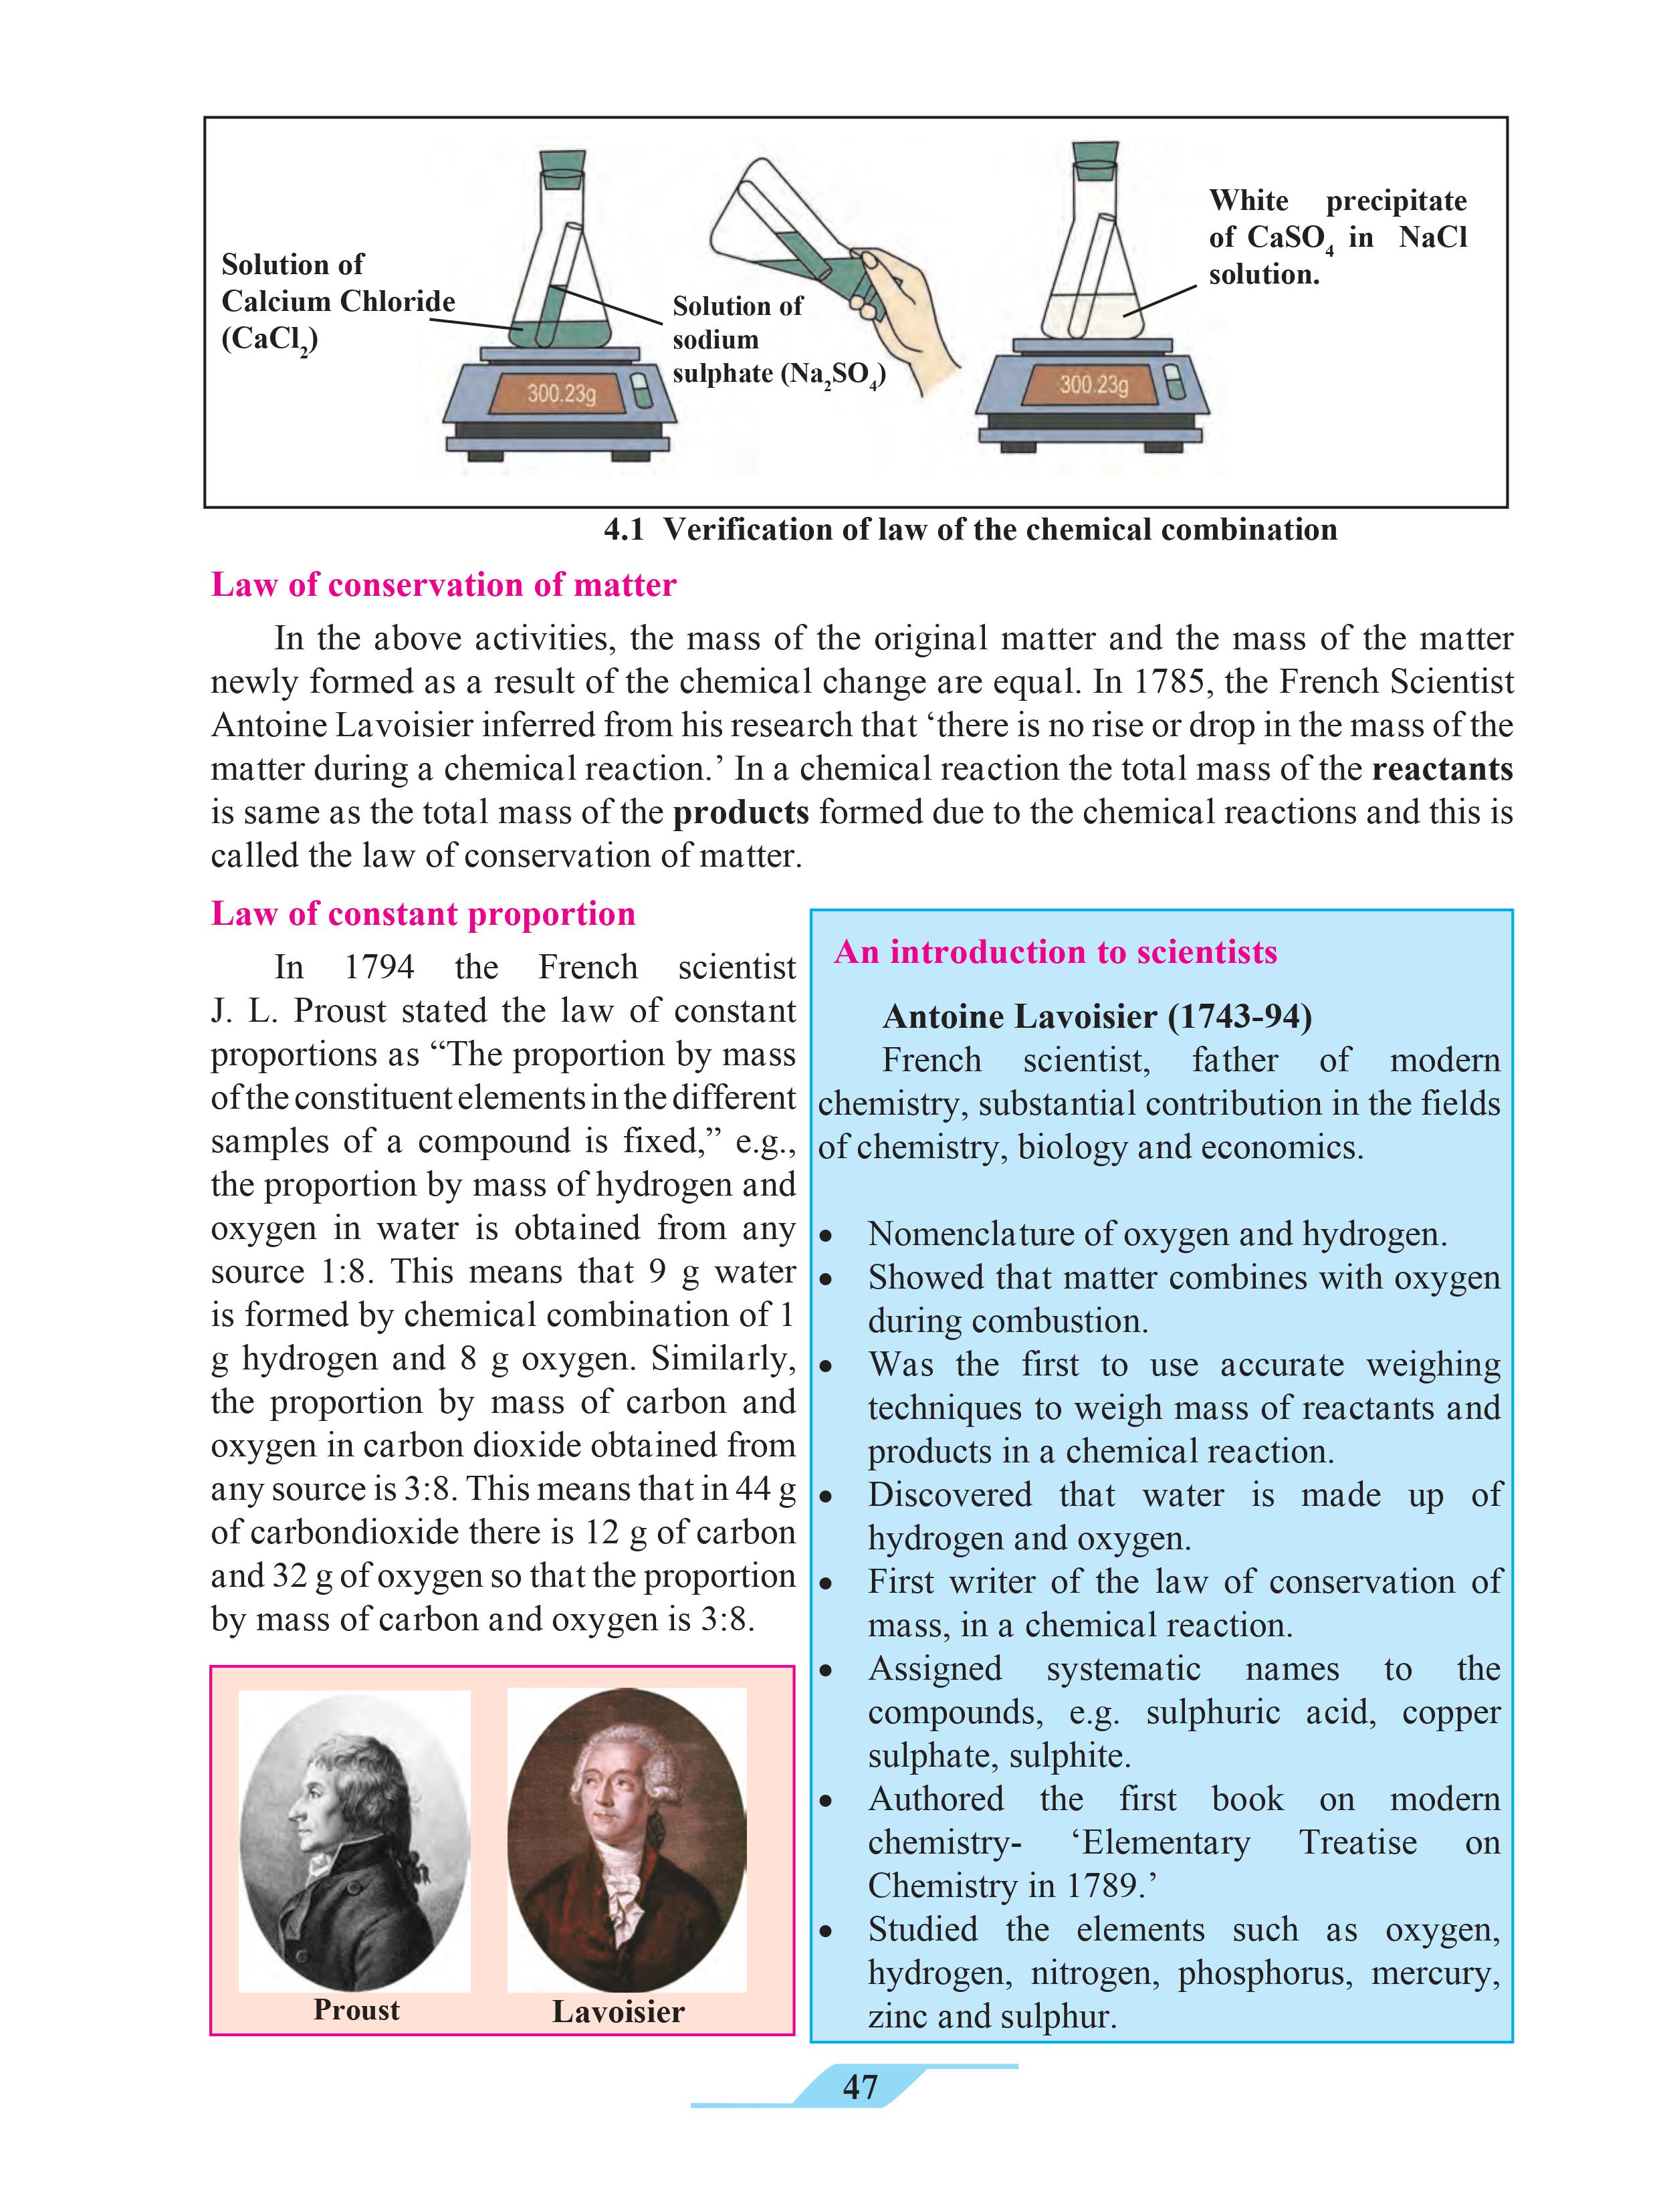 Solution of
Calcium Chloride
(CaCl₂)
300.23g
Solution of
sodium
sulphate (Na₂SO₄)
300.23g
White precipitate
of CaSO₄ in NaCl
solution.
4.1 Verification of law of the chemical combination
Law of conservation of matter
In the above activities, the mass of the original matter and the mass of the matter
newly formed as a result of the chemical change are equal. In 1785, the French Scientist
Antoine Lavoisier inferred from his research that ‘there is no rise or drop in the mass of the
matter during a chemical reaction.’ In a chemical reaction the total mass of the reactants
is same as the total mass of the products formed due to the chemical reactions and this is
called the law of conservation of matter.
Law of constant proportion
In 1794 the French scientist
J. L. Proust stated the law of constant
proportions as “The proportion by mass
of the constituent elements in the different
samples of a compound is fixed,” e.g.,
the proportion by mass of hydrogen and
oxygen in water is obtained from any
source 1:8. This means that 9 g water
is formed by chemical combination of 1
g hydrogen and 8 g oxygen. Similarly,
the proportion by mass of carbon and
oxygen in carbon dioxide obtained from
any source is 3:8. This means that in 44 g
of carbondioxide there is 12 g of carbon
and 32 g of oxygen so that the proportion
by mass of carbon and oxygen is 3:8.
Proust
Lavoisier
An introduction to scientists
Antoine Lavoisier (1743-94)
French scientist, father of modern
chemistry, substantial contribution in the fields
of chemistry, biology and economics.
• Nomenclature of oxygen and hydrogen.
• Showed that matter combines with oxygen
during combustion.
• Was the first to use accurate weighing
techniques to weigh mass of reactants and
products in a chemical reaction.
• Discovered that water is made up of
hydrogen and oxygen.
• First writer of the law of conservation of
mass, in a chemical reaction.
• Assigned systematic names to the
compounds, e.g. sulphuric acid, copper
sulphate, sulphite.
• Authored the first book on modern
chemistry- ‘Elementary Treatise on
Chemistry in 1789.’
• Studied the elements such as oxygen,
hydrogen, nitrogen, phosphorus, mercury,
zinc and sulphur.
47